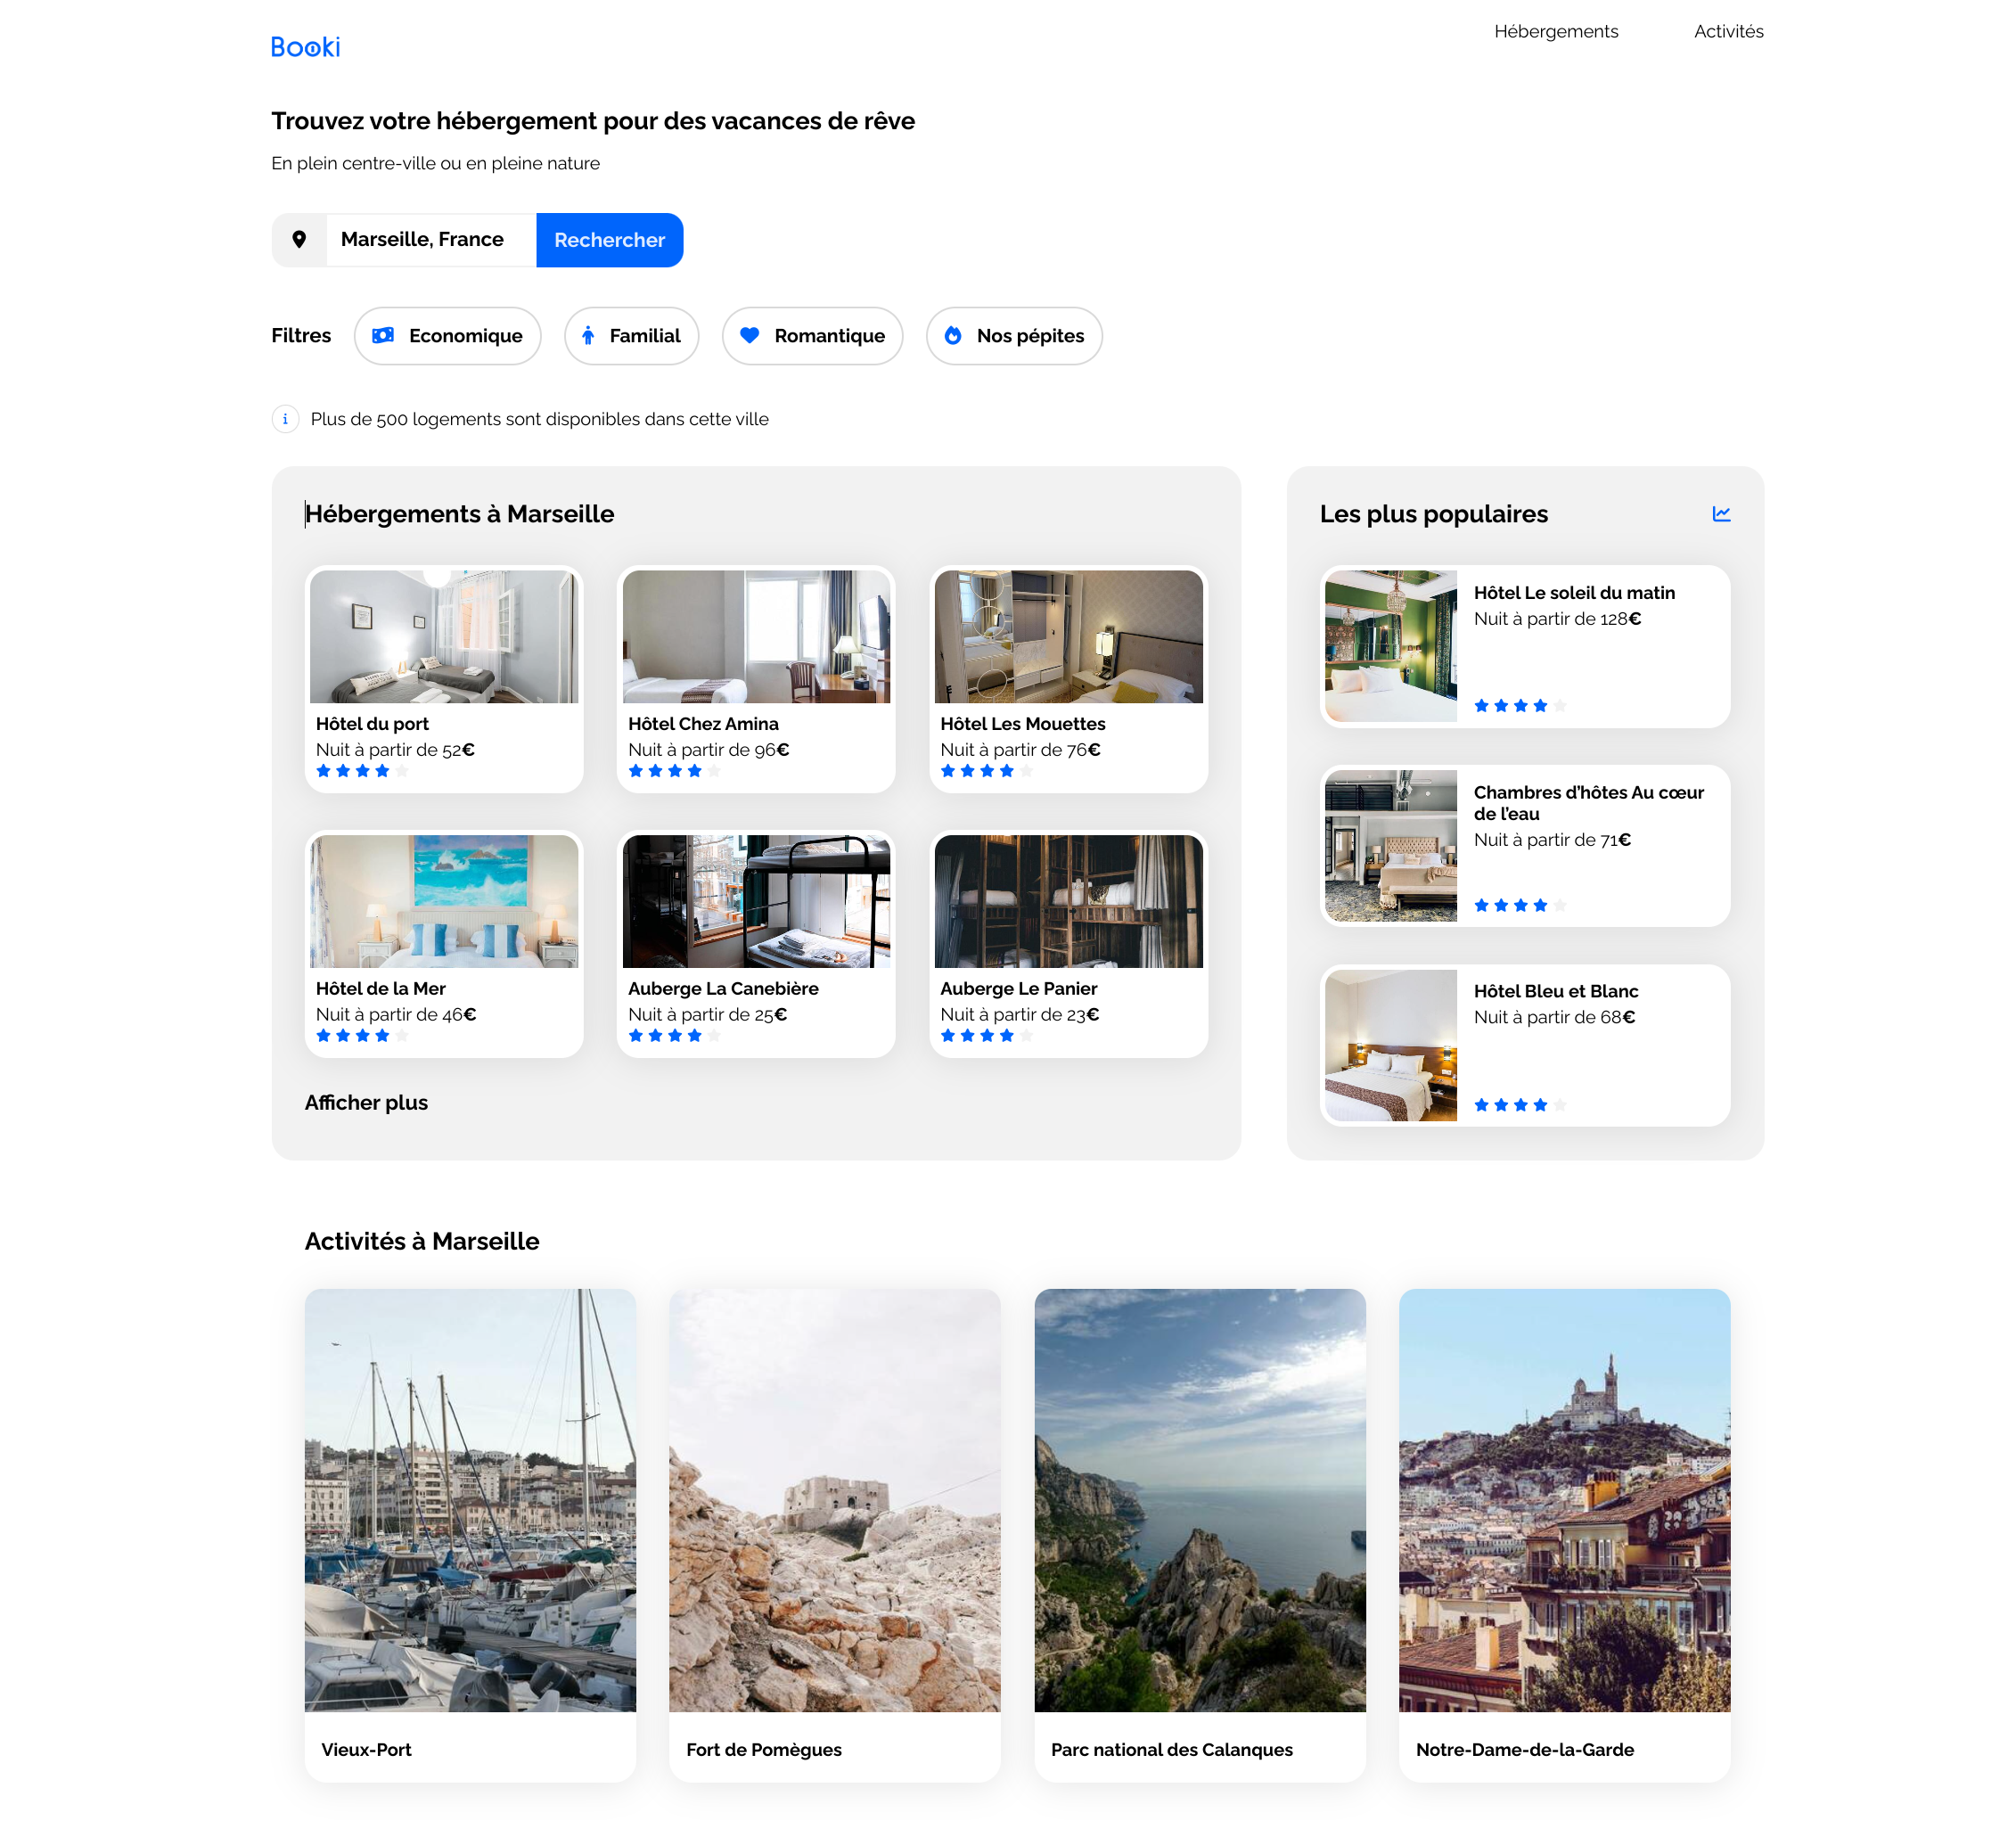 Booki
Hébergements
Activités
Trouvez votre hébergement pour des vacances de rêve
En plein centre-ville ou en pleine nature
Marseille, France
Rechercher
Filtres
Economique
Familial
Romantique
Nos pépites
Plus de 500 logements sont disponibles dans cette ville
Hébergements à Marseille
Hôtel du port
Nuit à partir de 52€
Hôtel Chez Amina
Nuit à partir de 96€
Hôtel Les Mouettes
Nuit à partir de 76€
Hôtel de la Mer
Nuit à partir de 46€
Auberge La Canebière
Nuit à partir de 25€
Auberge Le Panier
Nuit à partir de 23€
Afficher plus
Les plus populaires
Hôtel Le soleil du matin
Nuit à partir de 128€
Chambres d’hôtes Au cœur
de l’eau
Nuit à partir de 71€
Hôtel Bleu et Blanc
Nuit à partir de 68€
Activités à Marseille
Vieux-Port
Fort de Pomègues
Parc national des Calanques
Notre-Dame-de-la-Garde